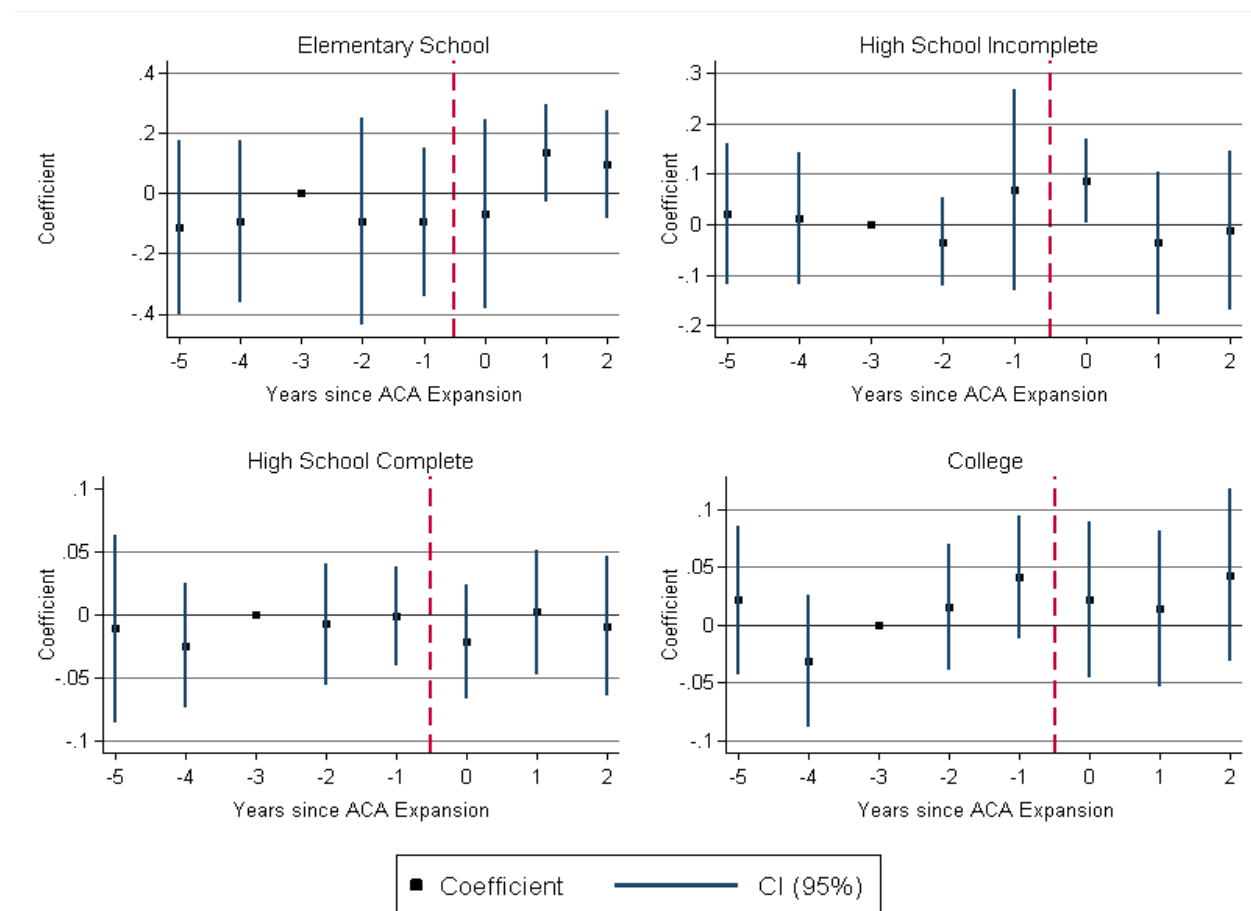 Elementary School
Coefficient
.4
.2
0
-.2
-.4
-5 -4 -3 -2 -1 0 1 2
Years since ACA Expansion
High School Incomplete
Coefficient
.3
.2
.1
0
-.1
-.2
-5 -4 -3 -2 -1 0 1 2
Years since ACA Expansion
High School Complete
Coefficient
.1
.05
0
-.05
-.1
-5 -4 -3 -2 -1 0 1 2
Years since ACA Expansion
College
Coefficient
.1
.05
0
-.05
-.1
-5 -4 -3 -2 -1 0 1 2
Years since ACA Expansion
Coefficient CI (95%)